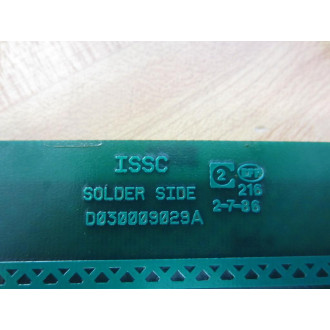 ISSC
2
SOLDER SIDE
216
D030009029A
2-7-86